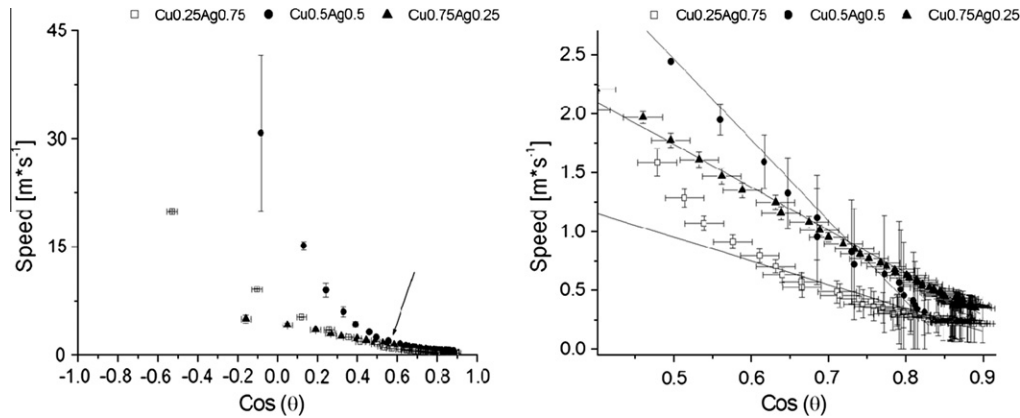 Cu0.25Ag0.75 Cu0.5Ag0.5 Cu0.75Ag0.25
45
30
15
0
Speed [m*s-1]
-1.0 -0.8 -0.6 -0.4 -0.2 0.0 0.2 0.4 0.6 0.8 1.0
Cos (θ)
Cu0.25Ag0.75 Cu0.5Ag0.5 Cu0.75Ag0.25
2.5
2.0
1.5
1.0
0.5
0.0
Speed [m*s-1]
0.5 0.6 0.7 0.8 0.9
Cos (θ)